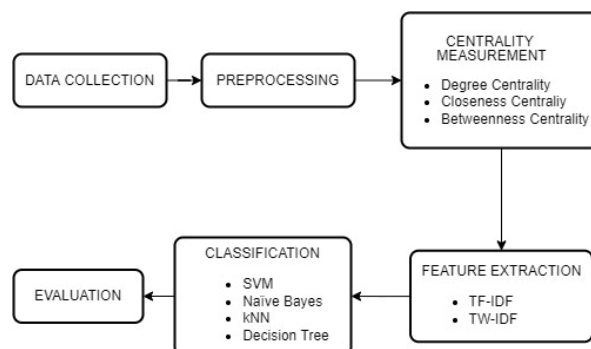 DATA COLLECTION
PREPROCESSING
CENTRALITY
MEASUREMENT
• Degree Centrality
• Closeness Centraliy
• Betweenness Centrality
FEATURE EXTRACTION
• TF-IDF
• TW-IDF
CLASSIFICATION
• SVM
• Naïve Bayes
• kNN
• Decision Tree
EVALUATION